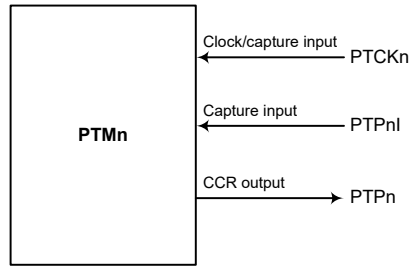 Clock/capture input
PTCKn
Capture input
PTPnI
PTMn
CCR output
PTPn